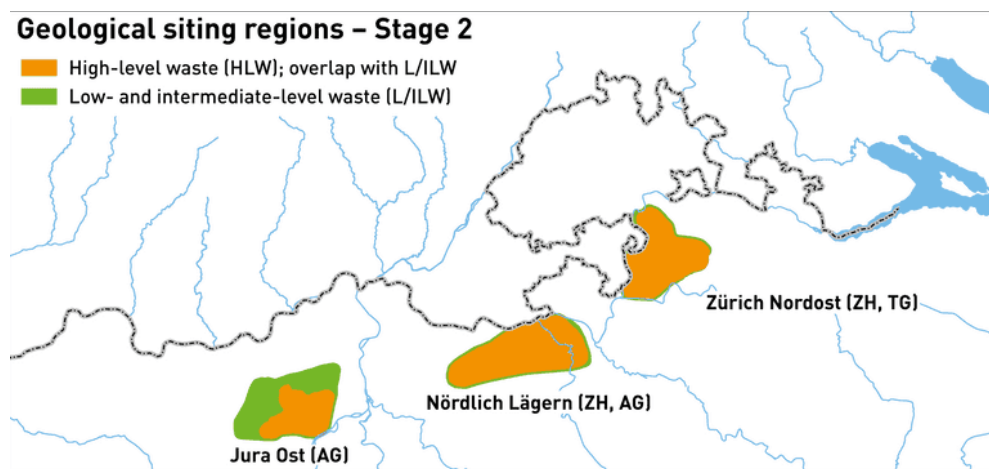 Geological siting regions – Stage 2
High-level waste (HLW); overlap with L/ILW
Low- and intermediate-level waste (L/ILW)
Zürich Nordost (ZH, TG)
Nördlich Lägern (ZH, AG)
Jura Ost (AG)